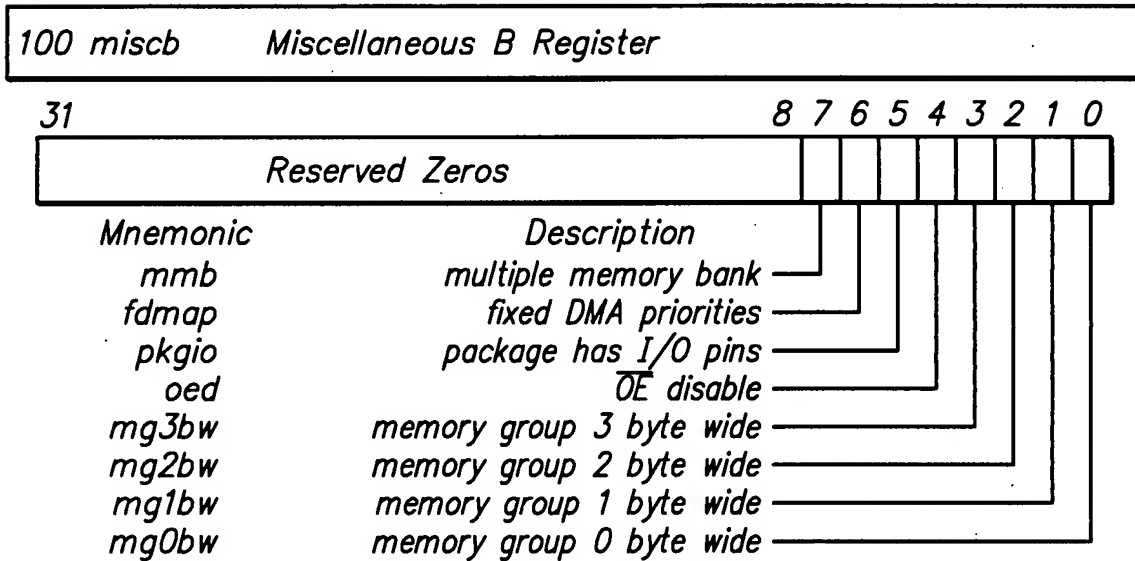 100 miscb Miscellaneous B Register
31 8 7 6 5 4 3 2 1 0
Reserved Zeros
Mnemonic Description
mmb multiple memory bank
fdmap fixed DMA priorities
pkgio package has I/O pins
oed O̅E̅ disable
mg3bw memory group 3 byte wide
mg2bw memory group 2 byte wide
mg1bw memory group 1 byte wide
mg0bw memory group 0 byte wide